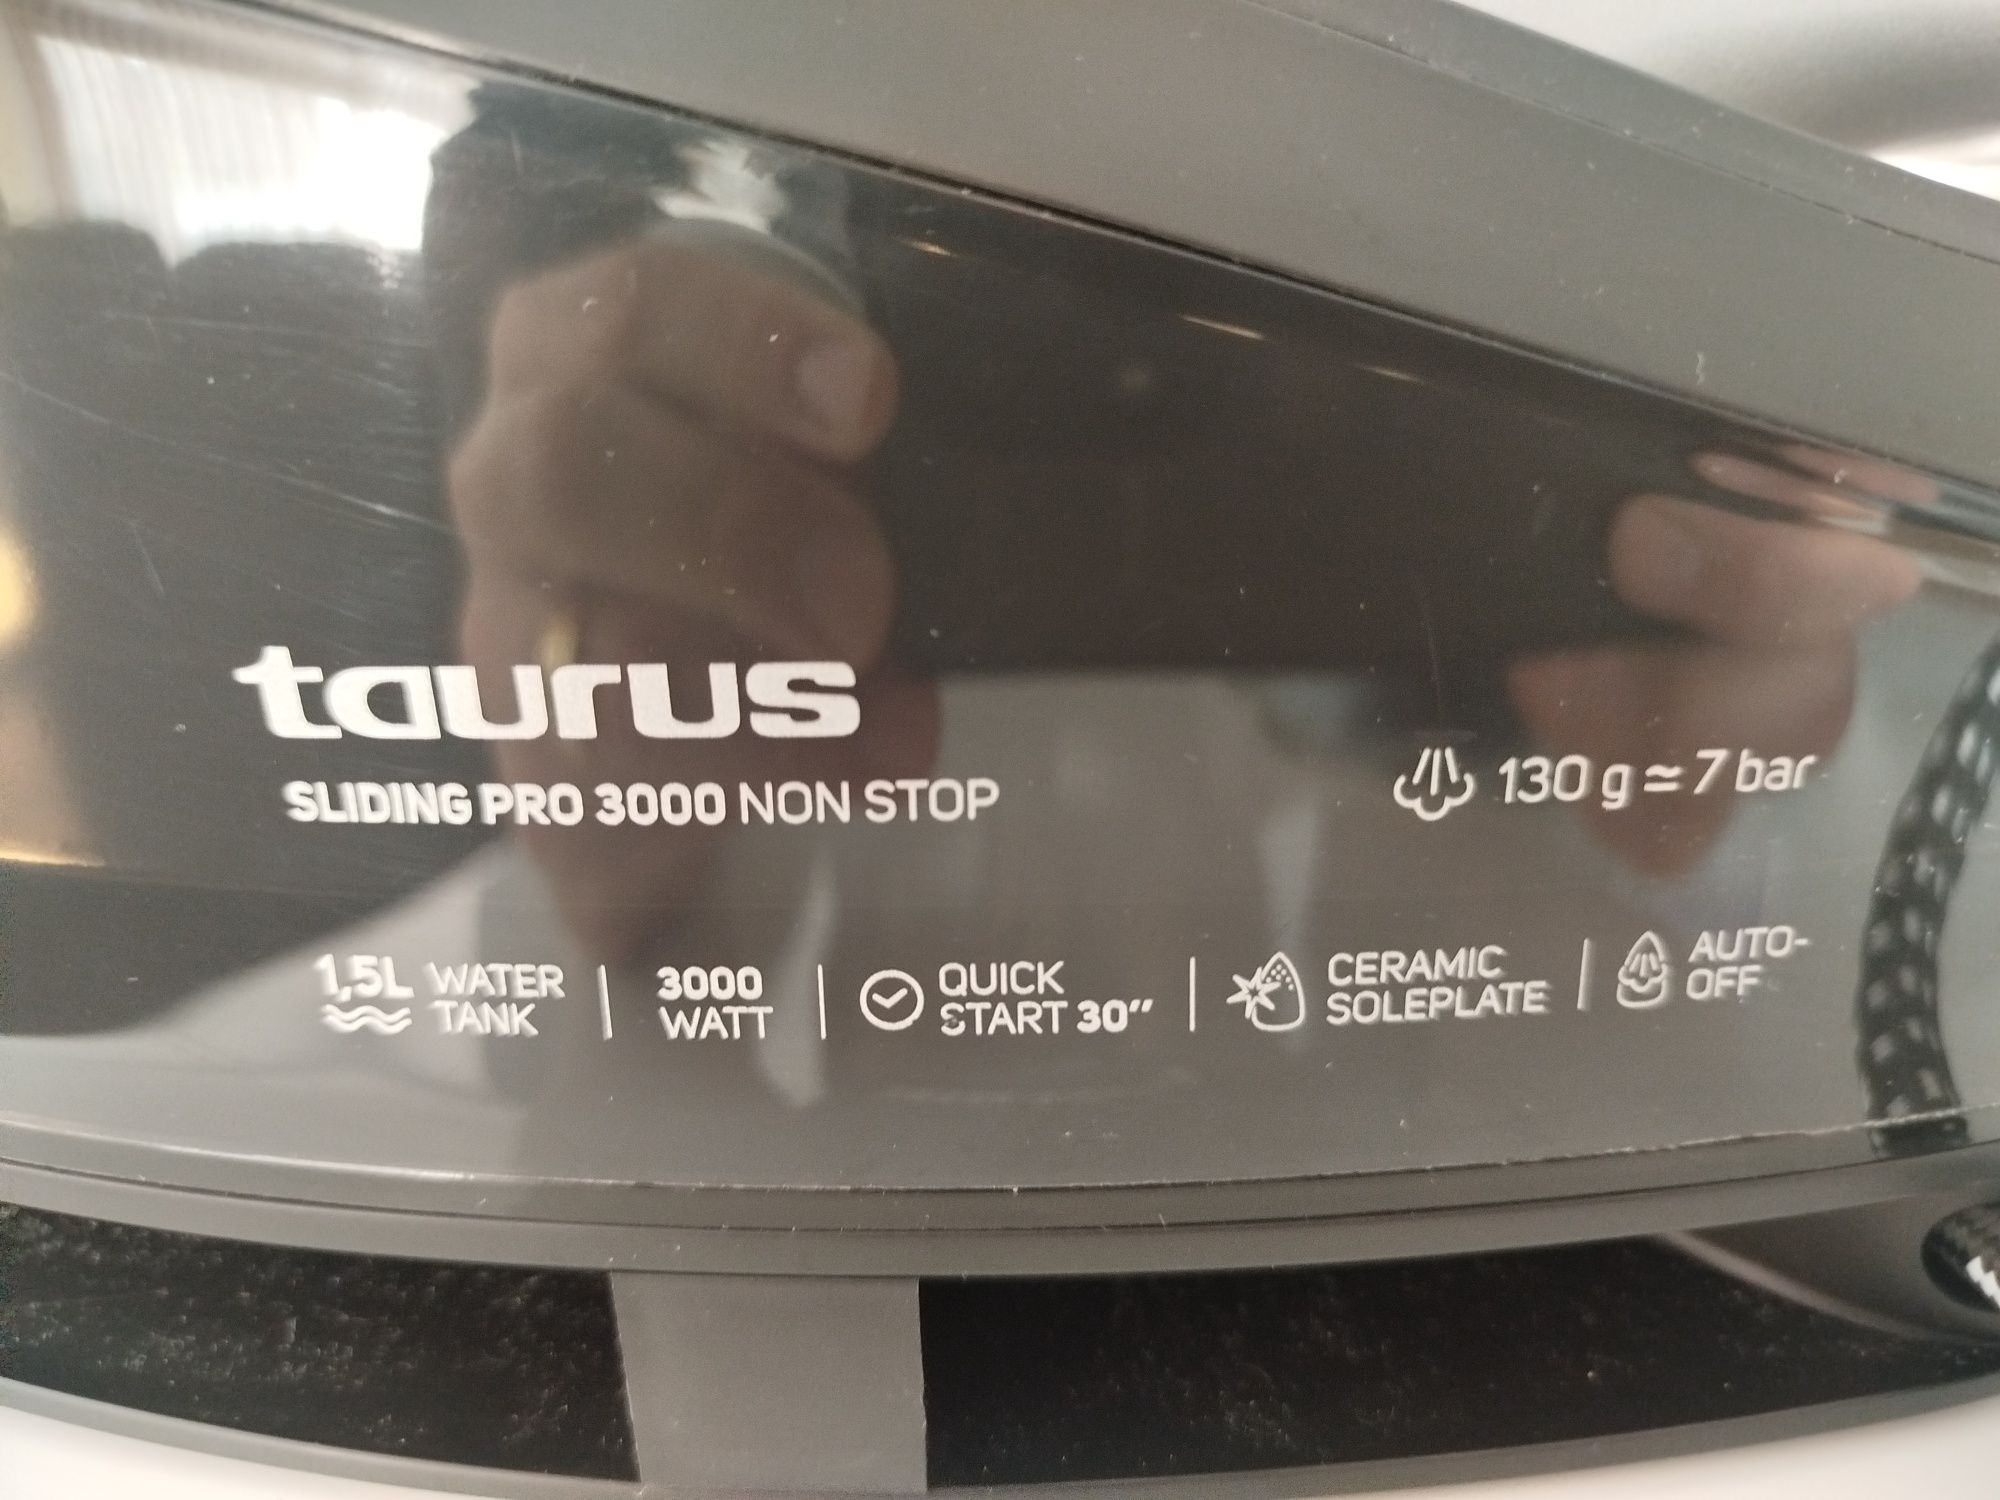 taurus
SLIDING PRO 3000 NON STOP
130 g ≃ 7 bar
1,5L WATER
TANK
3000
WATT
QUICK
START 30″
CERAMIC
SOLEPLATE
AUTO-
OFF